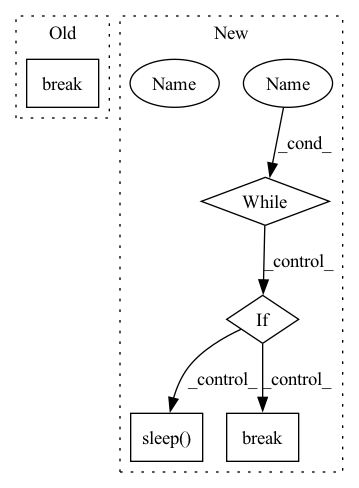 Old
New
break
Name
Name
_cond_
While
_control_
If
_control_
_control_
sleep()
break